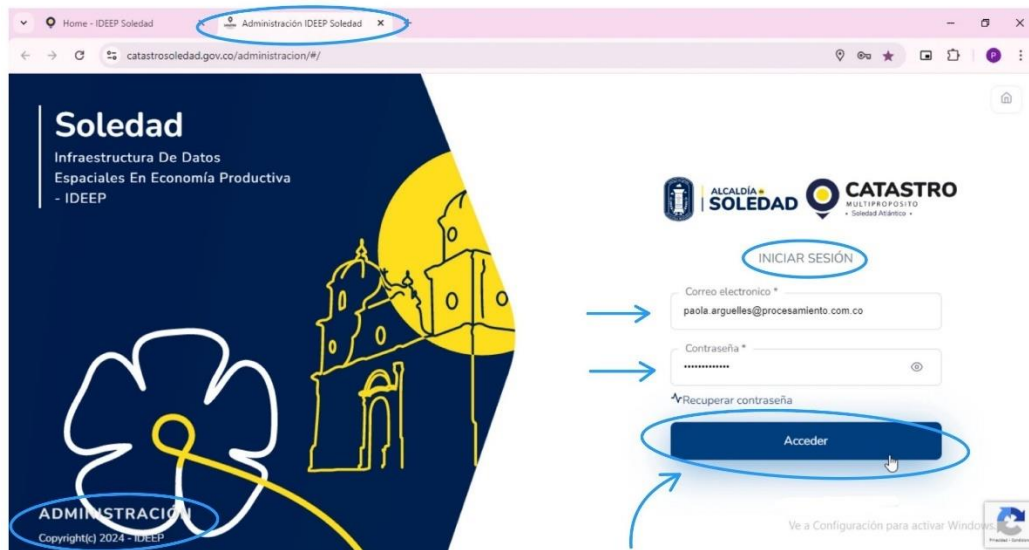 Home - IDEEP Soledad
Administración IDEEP Soledad
catastrosoledad.gov.co/administracion/#/
P
Soledad
Infraestructura De Datos
Espaciales En Economía Productiva
- IDEEP
ALCALDÍA
SOLEDAD
CATASTRO
MULTIPROPOSITO
• Soledad Atlántico •
INICIAR SESIÓN
Correo electronico *
paola.arguelles@procesamiento.com.co
Contraseña *
Recuperar contraseña
Acceder
ADMINISTRACIÓN
Copyright(c) 2024 - IDEEP
Ve a Configuración para activar Windows.